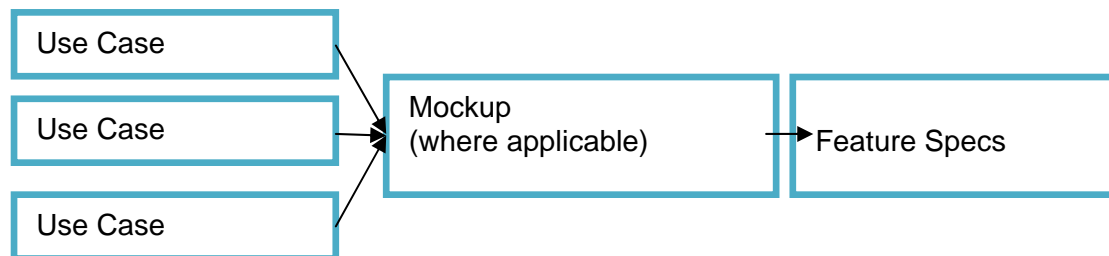 Use Case
Use Case
Use Case
Mockup
(where applicable)
Feature Specs